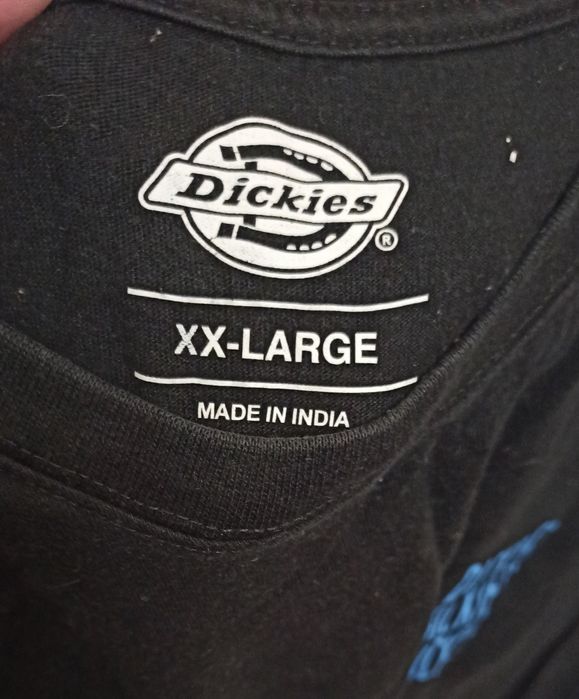 Dickies
®
XX-LARGE
MADE IN INDIA